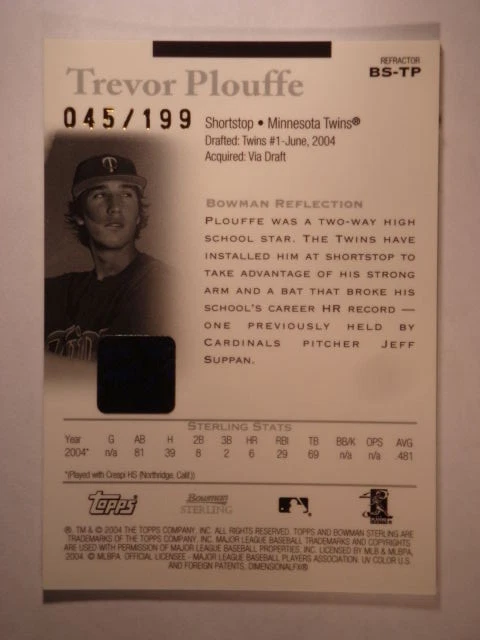 REFRACTOR
BS-TP
Trevor Plouffe
045/199
Shortstop • Minnesota Twins®
Drafted: Twins #1-June, 2004
Acquired: Via Draft
BOWMAN REFLECTION
PLOUFFE WAS A TWO-WAY HIGH
SCHOOL STAR. THE TWINS HAVE
INSTALLED HIM AT SHORTSTOP TO
TAKE ADVANTAGE OF HIS STRONG
ARM AND A BAT THAT BROKE HIS
SCHOOL'S CAREER HR RECORD —
ONE PREVIOUSLY HELD BY
CARDINALS PITCHER JEFF
SUPPAN.
STERLING STATS
Year G AB H 2B 3B HR RBI TB BB/K OPS AVG
2004* n/a 81 39 8 2 6 29 69 n/a n/a .481
*(Played with Crespi HS (Northridge, Calif.))
topps Bowman STERLING
®, TM & © 2004 THE TOPPS COMPANY, INC. ALL RIGHTS RESERVED. TOPPS AND BOWMAN STERLING ARE
TRADEMARKS OF THE TOPPS COMPANY, INC. MAJOR LEAGUE BASEBALL TRADEMARKS AND COPYRIGHTS
ARE USED WITH PERMISSION OF MAJOR LEAGUE BASEBALL PROPERTIES, INC. LICENSED BY MLB & MLBPA,
2004. © MLBPA. OFFICIAL LICENSEE - MAJOR LEAGUE BASEBALL PLAYERS ASSOCIATION. UV COLOR U.S.
AND FOREIGN PATENTS, DIMENSIONALFX®